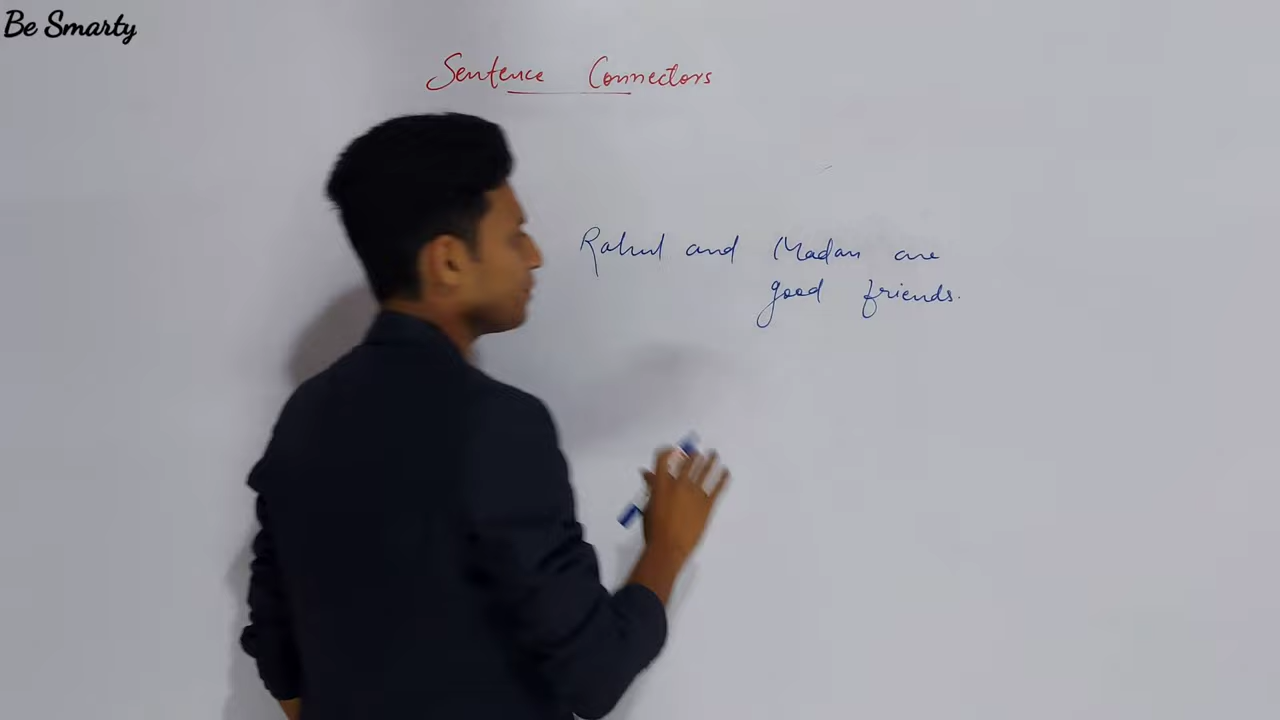 Be Smarty
Sentence Connectors
Rahul and Madan are
good friends.